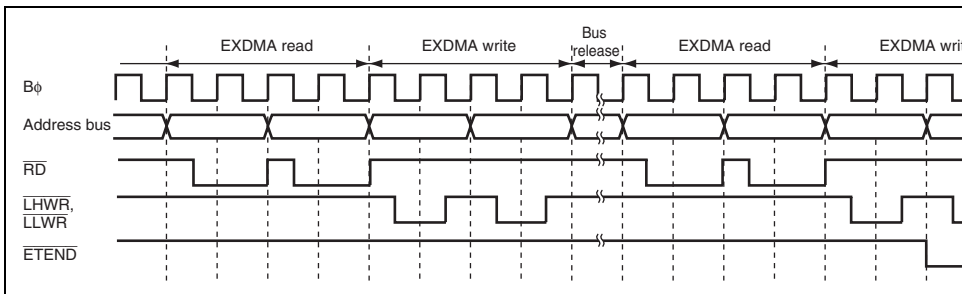 Bus
release
EXDMA read
EXDMA write
EXDMA read
EXDMA writ
Bϕ
Address bus
RD
LHWR,
LLWR
ETEND